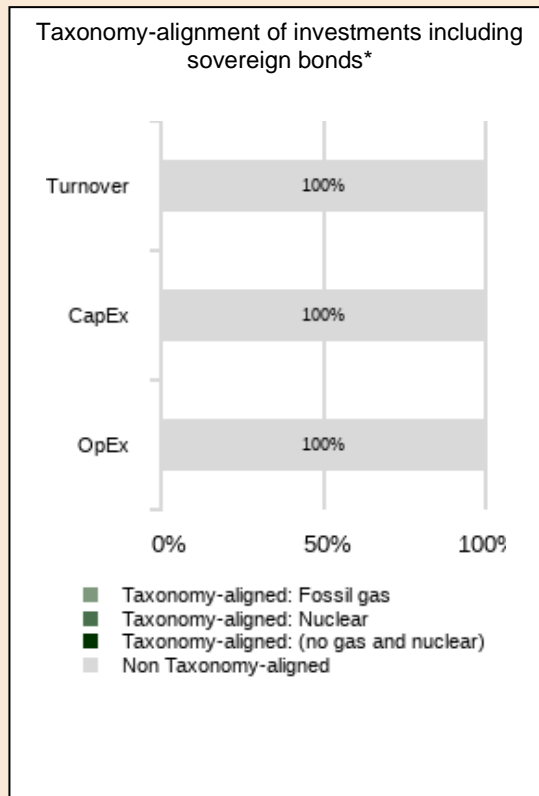 Taxonomy-alignment of investments including
sovereign bonds*
Turnover
100%
CapEx
100%
OpEx
100%
0% 50% 100%
Taxonomy-aligned: Fossil gas
Taxonomy-aligned: Nuclear
Taxonomy-aligned: (no gas and nuclear)
Non Taxonomy-aligned